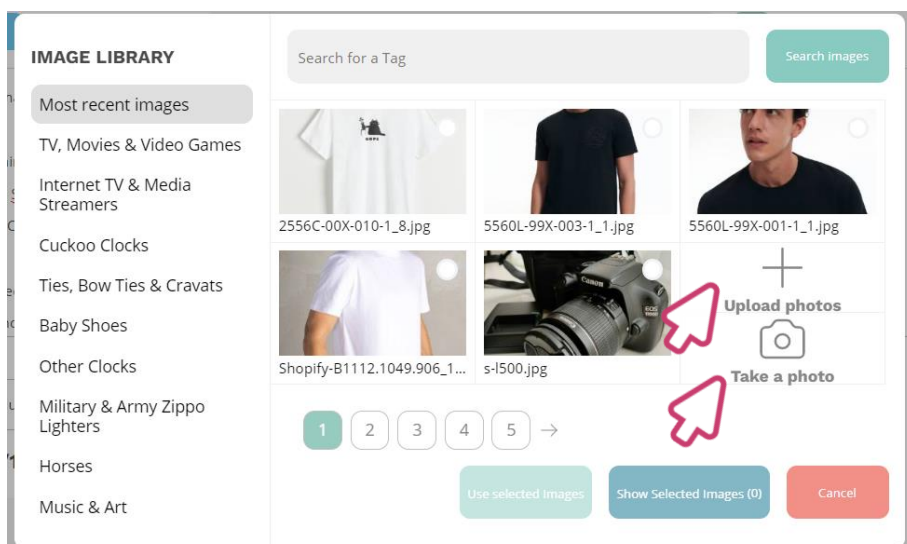 IMAGE LIBRARY
Most recent images
TV, Movies & Video Games
Internet TV & Media
Streamers
Cuckoo Clocks
Ties, Bow Ties & Cravats
Baby Shoes
Other Clocks
Military & Army Zippo
Lighters
Horses
Music & Art
Search for a Tag
Search images
2556C-00X-010-1_8.jpg
5560L-99X-003-1_1.jpg
5560L-99X-001-1_1.jpg
Canon
EOS
Shopify-B1112.1049.906_1...
s-l500.jpg
Upload photos
Take a photo
1 2 3 4 5
Use selected Images
Show Selected Images (0)
Cancel